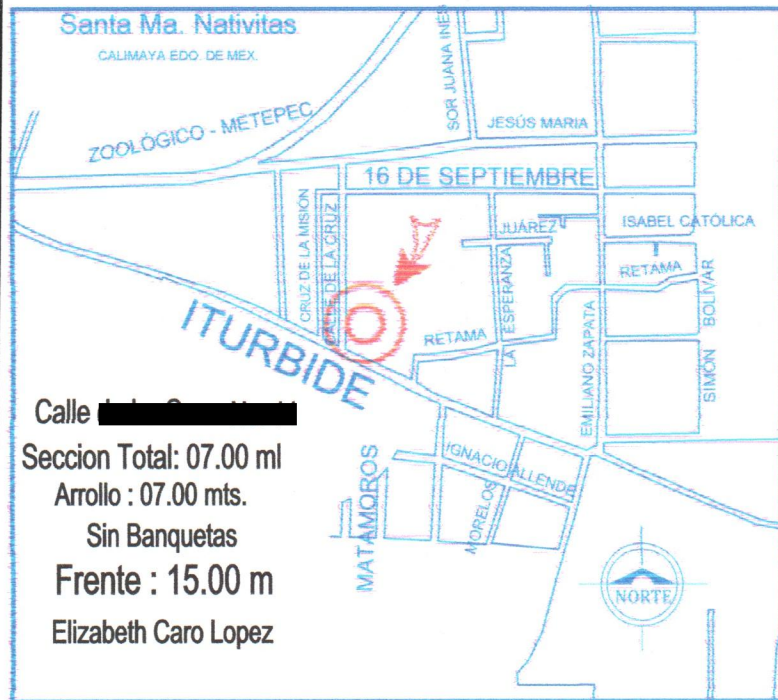 Santa Ma. Nativitas
CALIMAYA EDO. DE MEX.
ZOOLÓGICO - METEPEC
SOR JUANA INES
JESÚS MARIA
16 DE SEPTIEMBRE
CRUZ DE LA MISIÓN
CALLE DE LA CRUZ
JUÁREZ
ISABEL CATÓLICA
LA ESPERANZA
RETAMA
SIMÓN BOLIVAR
ITURBIDE
RETAMA
EMILIANO ZAPATA
Calle
Seccion Total: 07.00 ml
Arrollo : 07.00 mts.
Sin Banquetas
Frente : 15.00 m
Elizabeth Caro Lopez
MATAMOROS
IGNACIO ALLENDE
MORELOS
NORTE